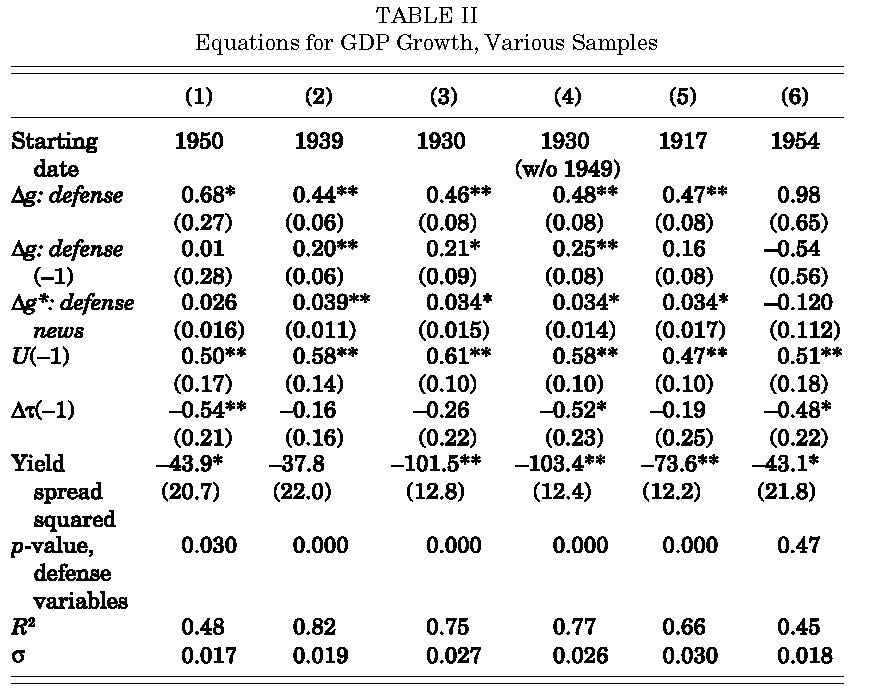 TABLE II
Equations for GDP Growth, Various Samples
(1) (2) (3) (4) (5) (6)
Starting 1950 1939 1930 1930 1917 1954
date (w/o 1949)
Δg: defense 0.68* 0.44** 0.46** 0.48** 0.47** 0.98
(0.27) (0.06) (0.08) (0.08) (0.08) (0.65)
Δg: defense 0.01 0.20** 0.21* 0.25** 0.16 –0.54
(–1) (0.28) (0.06) (0.09) (0.08) (0.08) (0.56)
Δg*: defense 0.026 0.039** 0.034* 0.034* 0.034* –0.120
news (0.016) (0.011) (0.015) (0.014) (0.017) (0.112)
U(–1) 0.50** 0.58** 0.61** 0.58** 0.47** 0.51**
(0.17) (0.14) (0.10) (0.10) (0.10) (0.18)
Δτ(–1) –0.54** –0.16 –0.26 –0.52* –0.19 –0.48*
(0.21) (0.16) (0.22) (0.23) (0.25) (0.22)
Yield –43.9* –37.8 –101.5** –103.4** –73.6** –43.1*
spread (20.7) (22.0) (12.8) (12.4) (12.2) (21.8)
squared
p-value, 0.030 0.000 0.000 0.000 0.000 0.47
defense
variables
R² 0.48 0.82 0.75 0.77 0.66 0.45
σ 0.017 0.019 0.027 0.026 0.030 0.018